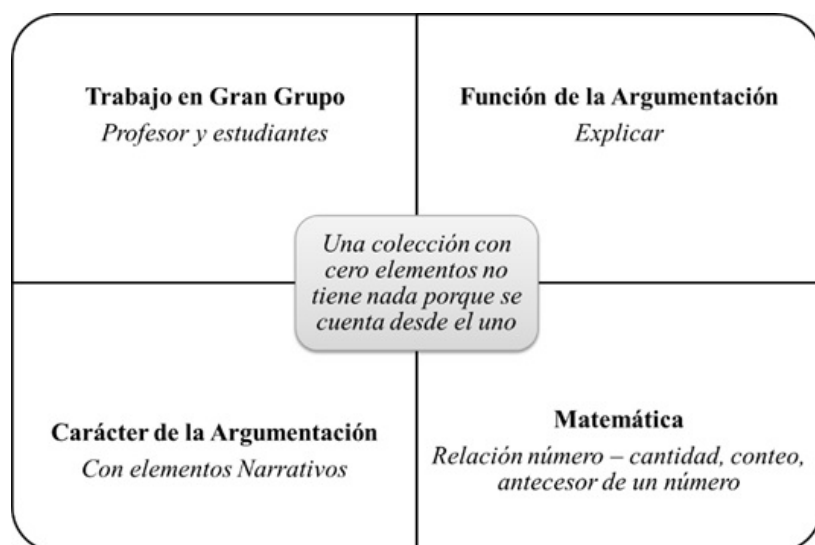 Trabajo en Gran Grupo
Profesor y estudiantes
Función de la Argumentación
Explicar
Una colección con
cero elementos no
tiene nada porque se
cuenta desde el uno
Carácter de la Argumentación
Con elementos Narrativos
Matemática
Relación número – cantidad, conteo,
antecesor de un número